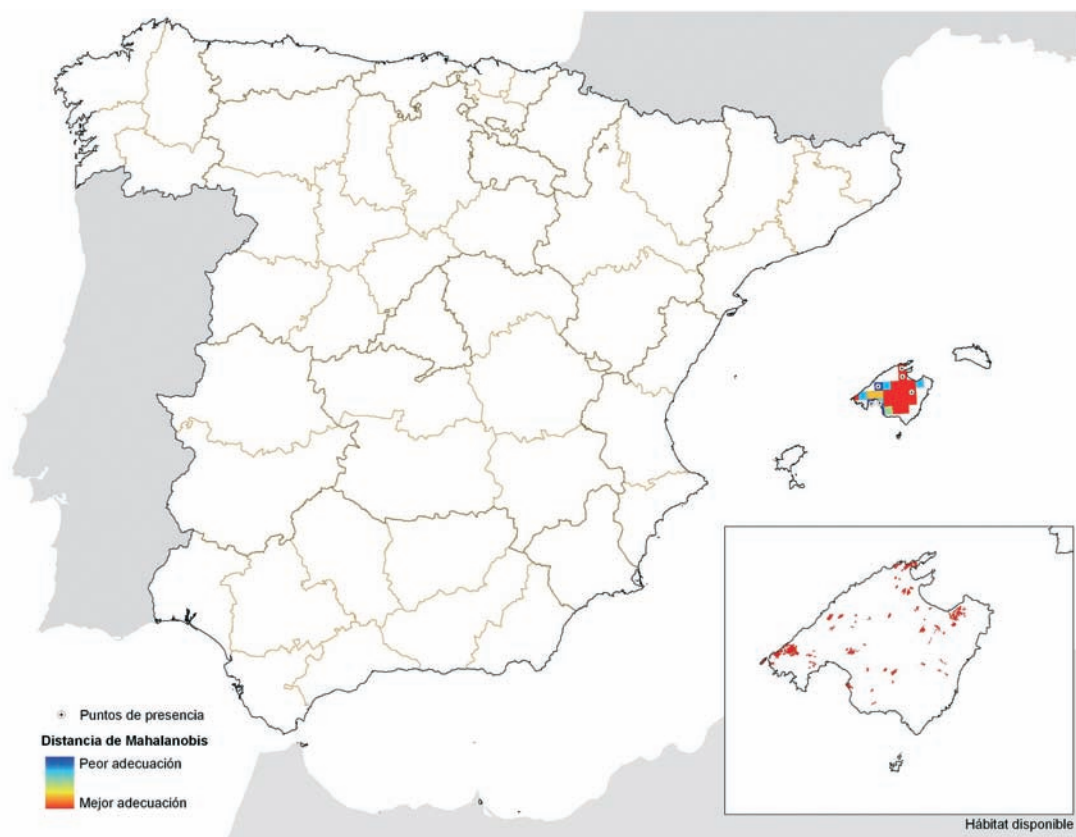 Puntos de presencia
Distancia de Mahalanobis
Peor adecuación
Mejor adecuación
Hábitat disponible